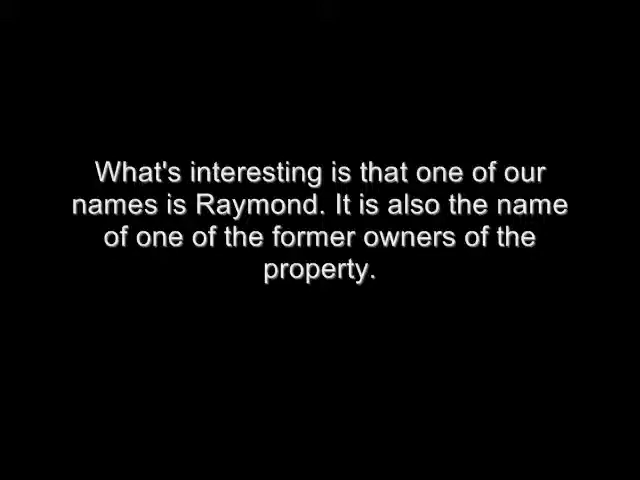 What's interesting is that one of our
names is Raymond. It is also the name
of one of the former owners of the
property.